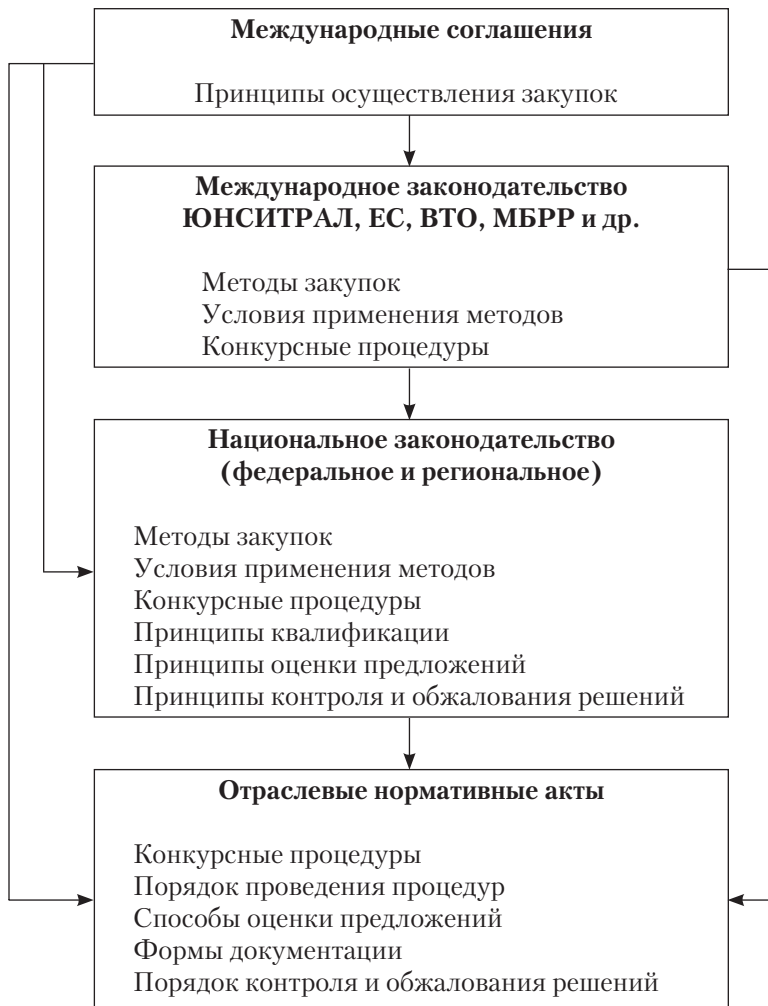 Международные соглашения
Принципы осуществления закупок
Международное законодательство
ЮНСИТРАЛ, ЕС, ВТО, МБРР и др.
Методы закупок
Условия применения методов
Конкурсные процедуры
Национальное законодательство
(федеральное и региональное)
Методы закупок
Условия применения методов
Конкурсные процедуры
Принципы квалификации
Принципы оценки предложений
Принципы контроля и обжалования решений
Отраслевые нормативные акты
Конкурсные процедуры
Порядок проведения процедур
Способы оценки предложений
Формы документации
Порядок контроля и обжалования решений